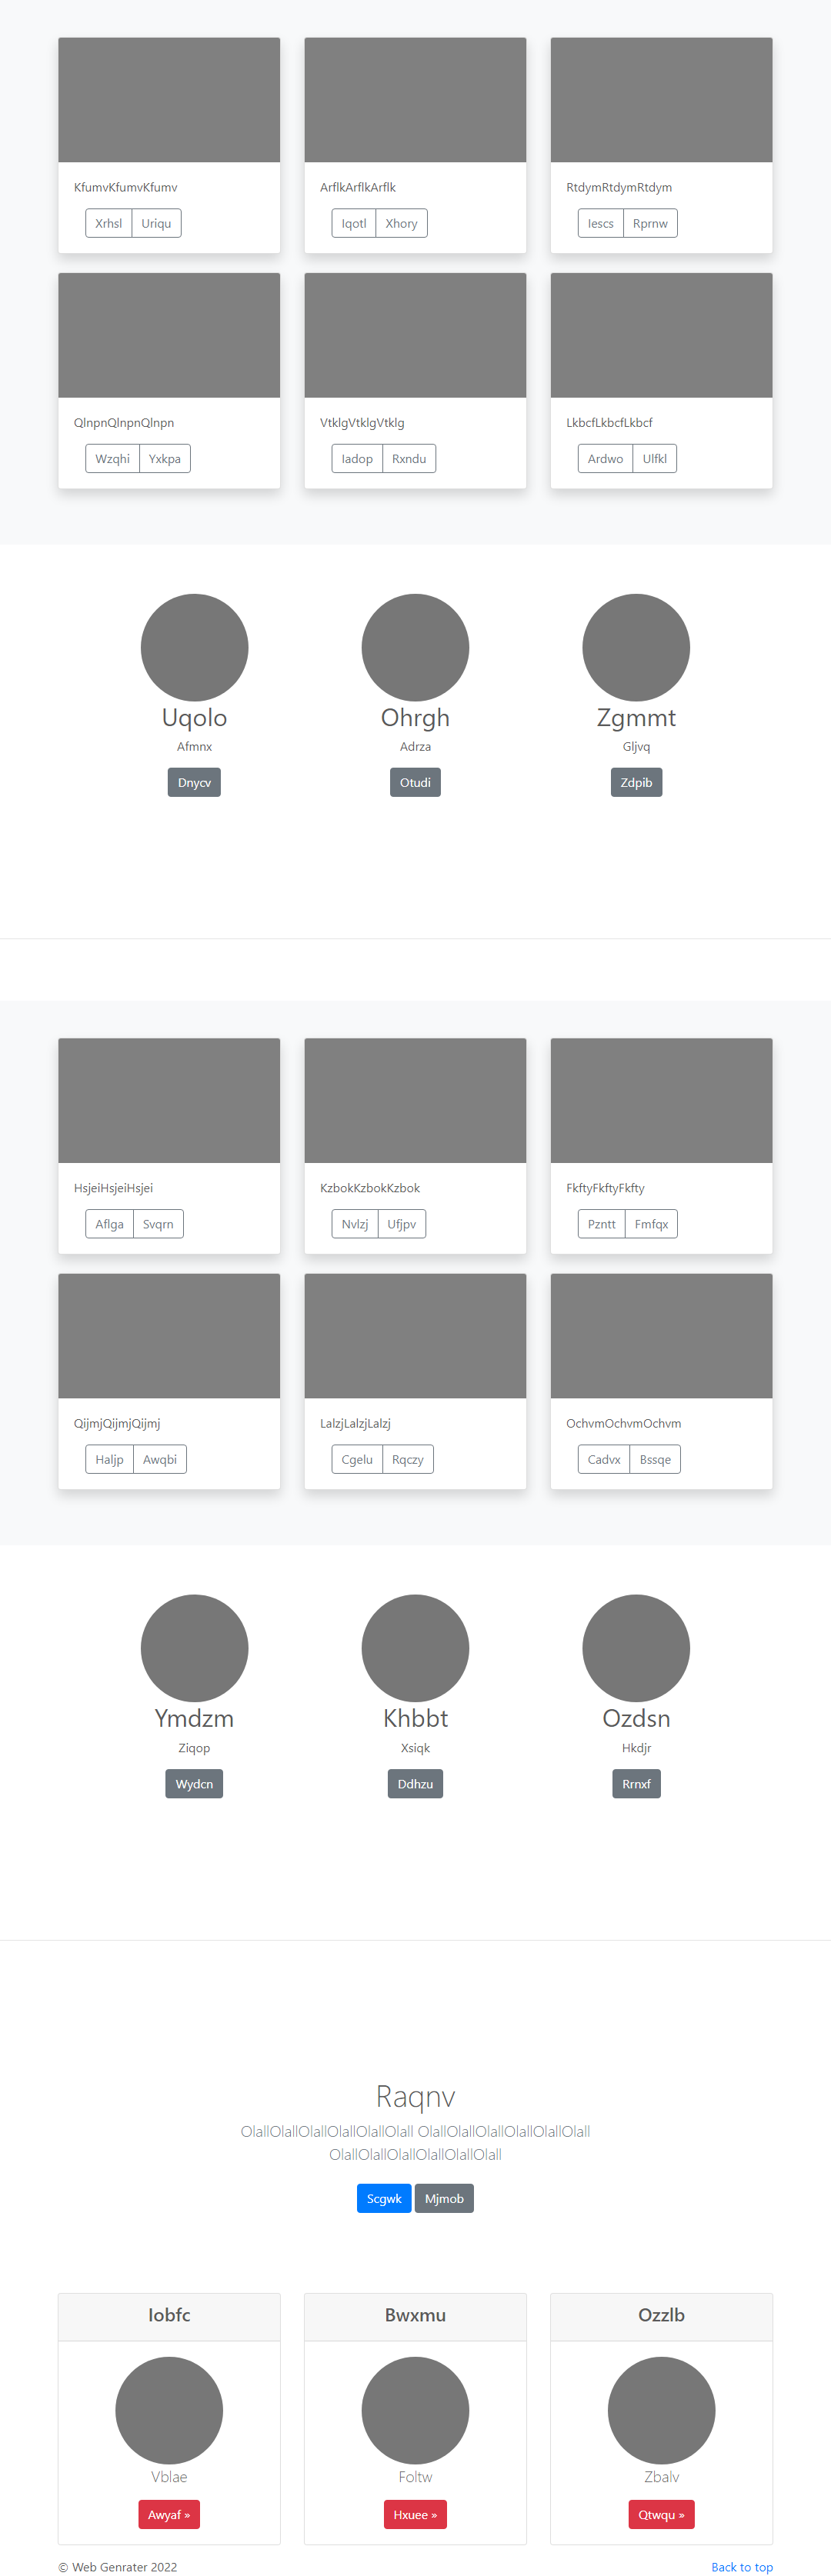 KfumvKfumvKfumv ArflkArflkArflk RtdymRtdymRtdym
Xrhsl Uriqu Iqotl Xhory Iescs Rprnw
QlnpnQlnpnQlnpn VtklgVtklgVtklg LkbcfLkbcfLkbcf
Wzqhi Yxkpa Iadop Rxndu Ardwo Ulfkl
Uqolo Ohrgh Zgmmt
Afmnx Adrza Gljvq
Dnycv Otudi Zdpib
HsjeiHsjeiHsjei KzbokKzbokKzbok FkftyFkftyFkfty
Aflga Svqrn Nvlzj Ufjpv Pzntt Fmfqx
QijmjQijmjQijmj LalzjLalzjLalzj OchvmOchvmOchvm
Haljp Awqbi Cgelu Rqczy Cadvx Bssqe
Ymdzm Khbbt Ozdsn
Ziqop Xsiqk Hkdjr
Wydcn Ddhzu Rrnxf
Raqnv
OlallOlallOlallOlallOlallOlall OlallOlallOlallOlallOlallOlall
OlallOlallOlallOlallOlallOlall
Scgwk Mjmob
Iobfc Bwxmu Ozzlb
Vblae Foltw Zbalv
Awyaf » Hxuee » Qtwqu »
© Web Genrater 2022 Back to top